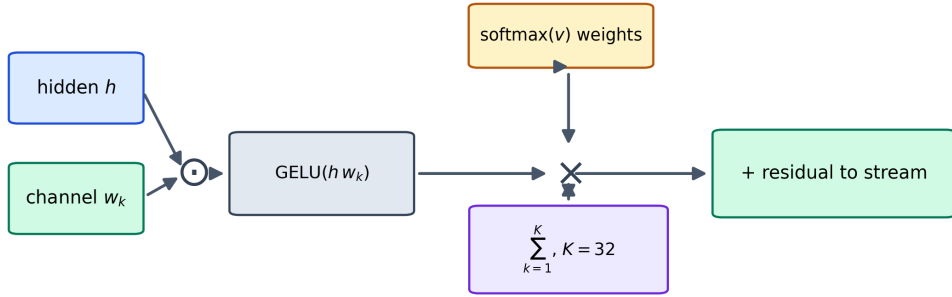 softmax(v) weights
hidden h
⊙
GELU(h w_k)
×
+ residual to stream
channel w_k
∑_{k=1}^{K}, K = 32